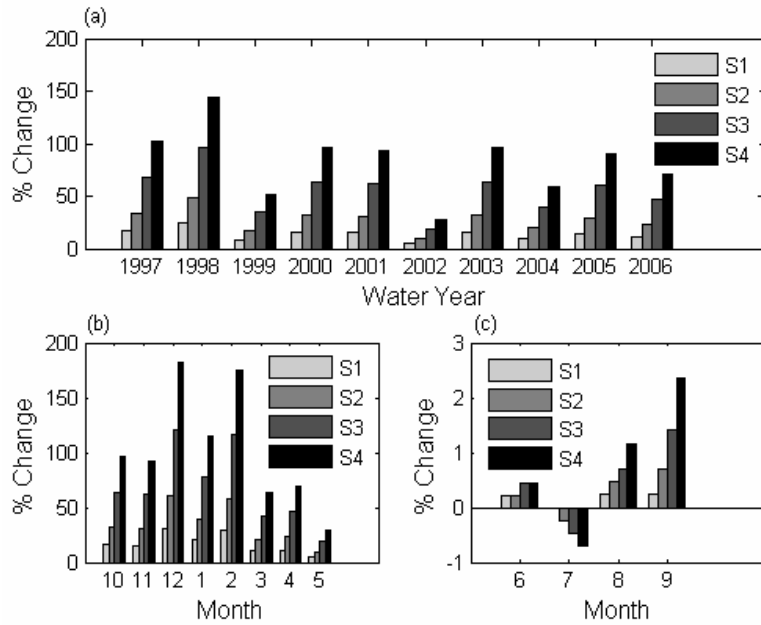 (a)
200
150
100
50
0
% Change
S1
S2
S3
S4
1997 1998 1999 2000 2001 2002 2003 2004 2005 2006
Water Year
(b)
200
150
100
50
0
% Change
S1
S2
S3
S4
10 11 12 1 2 3 4 5
Month
(c)
3
2
1
0
-1
% Change
S1
S2
S3
S4
6 7 8 9
Month